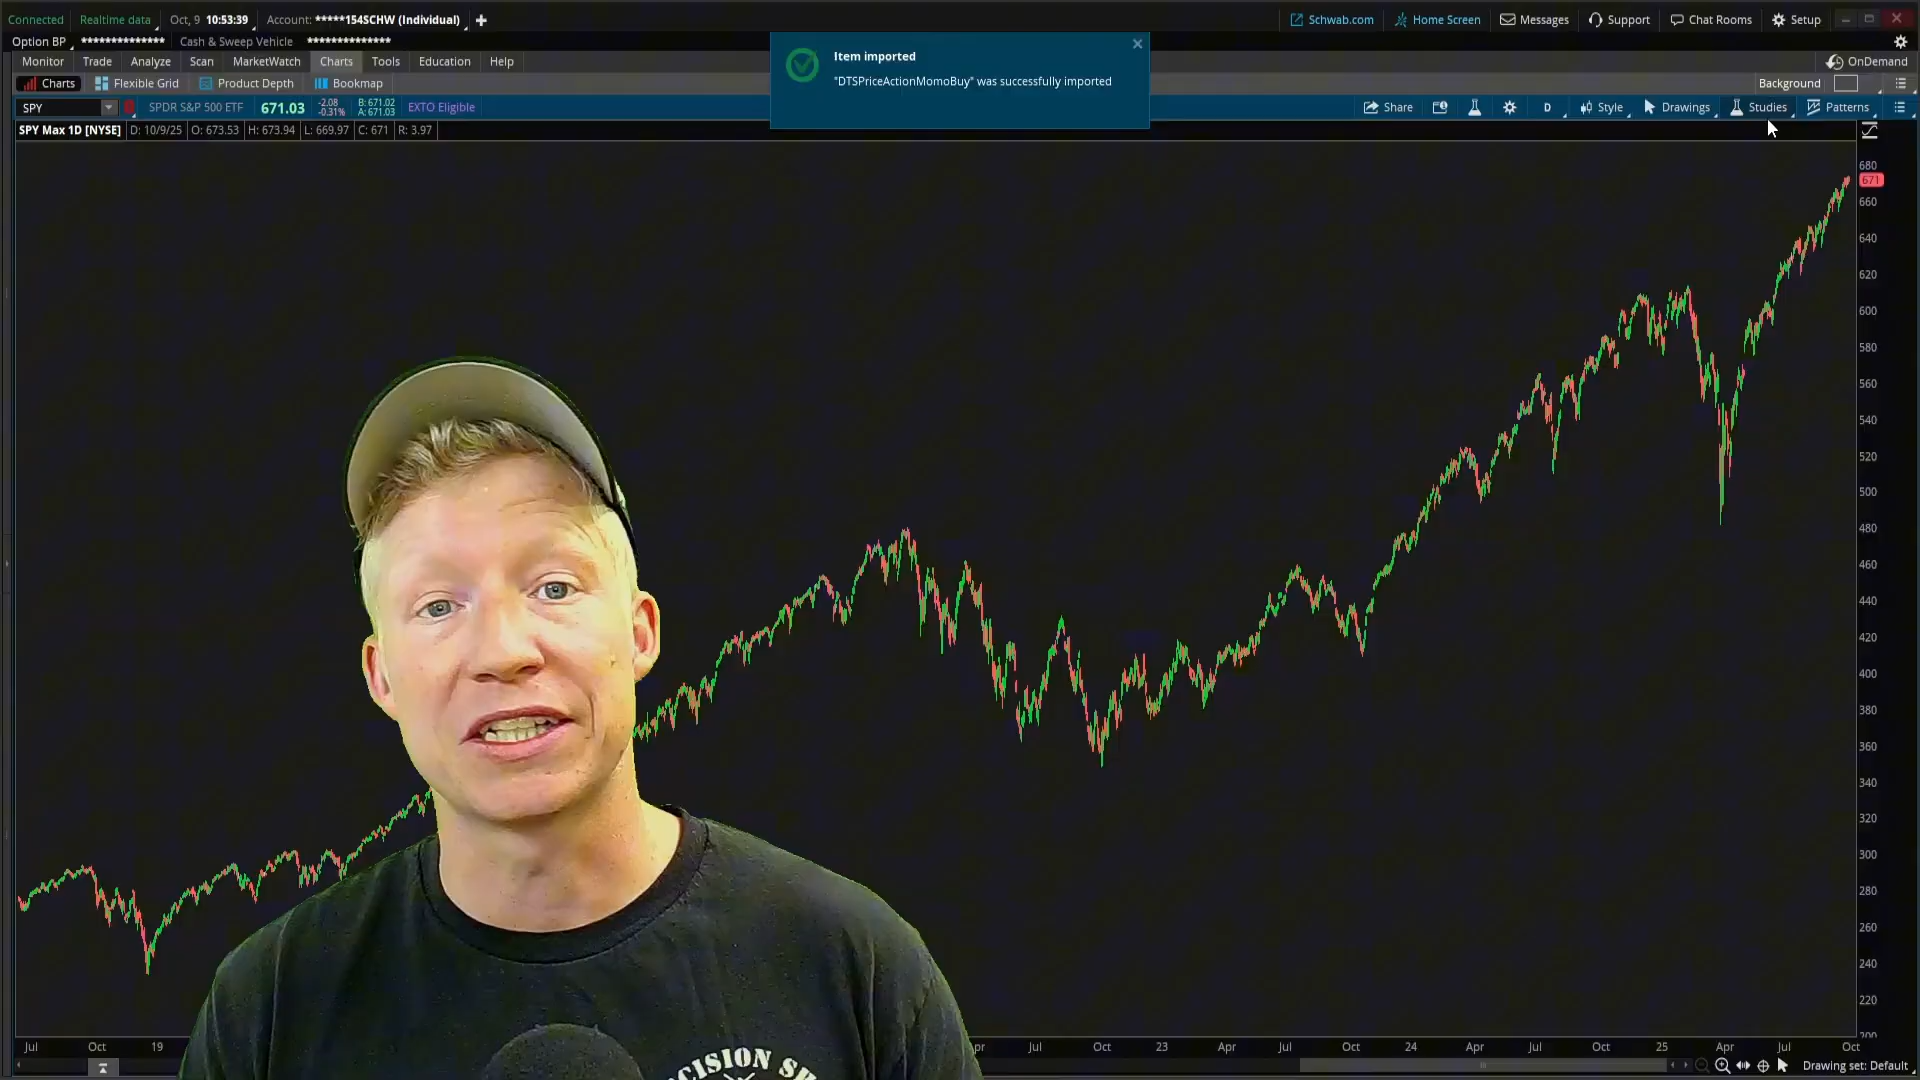 Connected Realtime data Oct, 9 10:53:39 Account: *****154SCHW (Individual) Schwab.com Home Screen Messages Support Chat Rooms Setup
Option BP ************** Cash & Sweep Vehicle **************
Monitor Trade Analyze Scan MarketWatch Charts Tools Education Help OnDemand
Charts Flexible Grid Product Depth Bookmap Background
Item imported
"DTSPriceActionMomoBuy" was successfully imported
SPY SPDR S&P 500 ETF 671.03 -2.08 -0.31% B: 671.02 A: 671.03 EXTO Eligible Share D Style Drawings Studies Patterns
SPY Max 1D [NYSE] D: 10/9/25 O: 673.53 H: 673.94 L: 669.97 C: 671 R: 3.97
680
671
660
640
620
600
580
560
540
520
500
480
460
440
420
400
380
360
340
320
300
280
260
240
220
200
Jul Oct 19 Jul Oct 23 Apr Jul Oct 24 Apr Jul Oct 25 Apr Jul Oct
Drawing set: Default